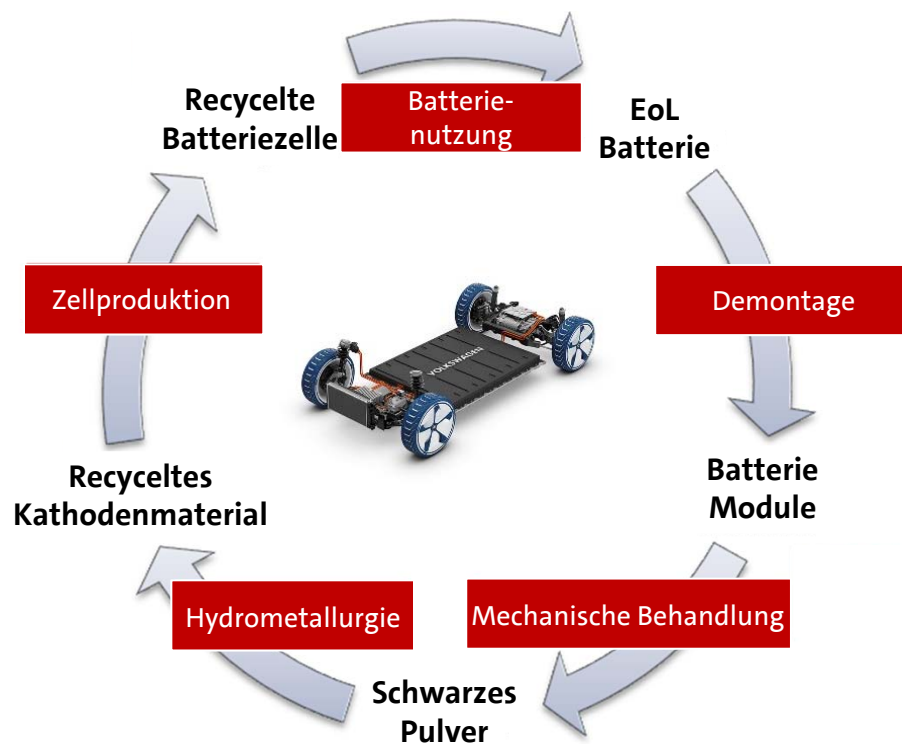 Recycelte
Batteriezelle
Batterie-
nutzung
EoL
Batterie
Zellproduktion
Demontage
VOLKSWAGEN
Recyceltes
Kathodenmaterial
Batterie
Module
Hydrometallurgie
Mechanische Behandlung
Schwarzes
Pulver